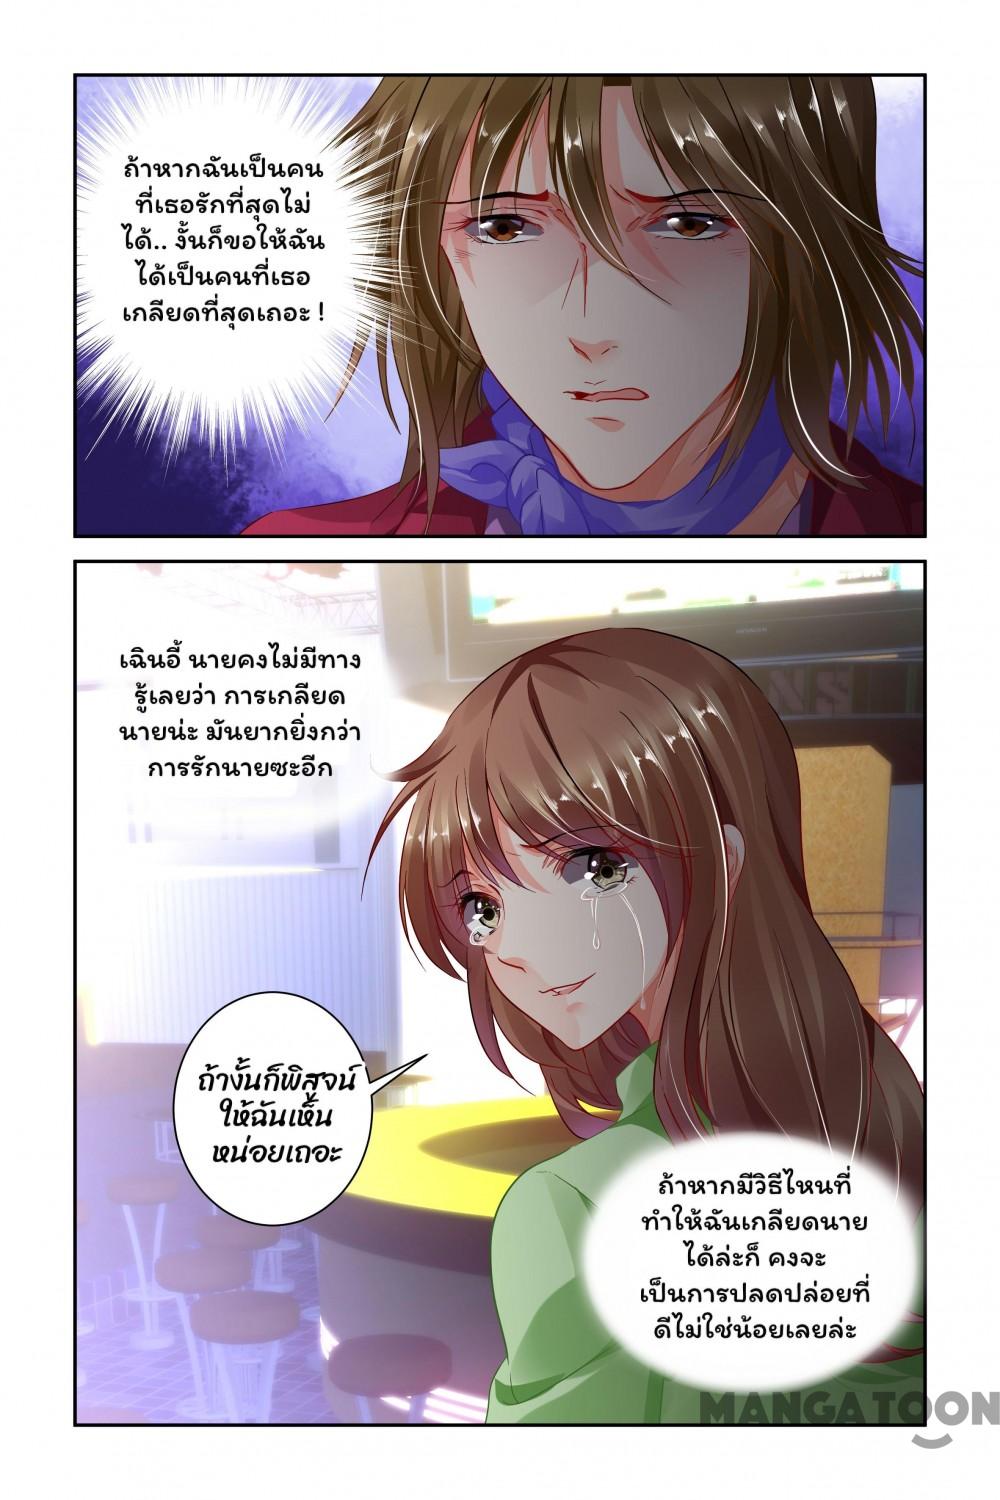 ถ้าหากฉันเป็นคน
ที่เธอรักที่สุดไม่
ได้.. งั้นก็ขอให้ฉัน
ได้เป็นคนที่เธอ
เกลียดที่สุดเถอะ !
เฉินอี้ นายคงไม่มีทาง
รู้เลยว่า การเกลียด
นายน่ะ มันยากยิ่งกว่า
การรักนายซะอีก
ถ้างั้นก็พิสูจน์
ให้ฉันเห็น
หน่อยเถอะ
ถ้าหากมีวิธีไหนที่
ทำให้ฉันเกลียดนาย
ได้ล่ะก็ คงจะ
เป็นการปลดปล่อยที่
ดีไม่ใช่น้อยเลยล่ะ
MANGATOON